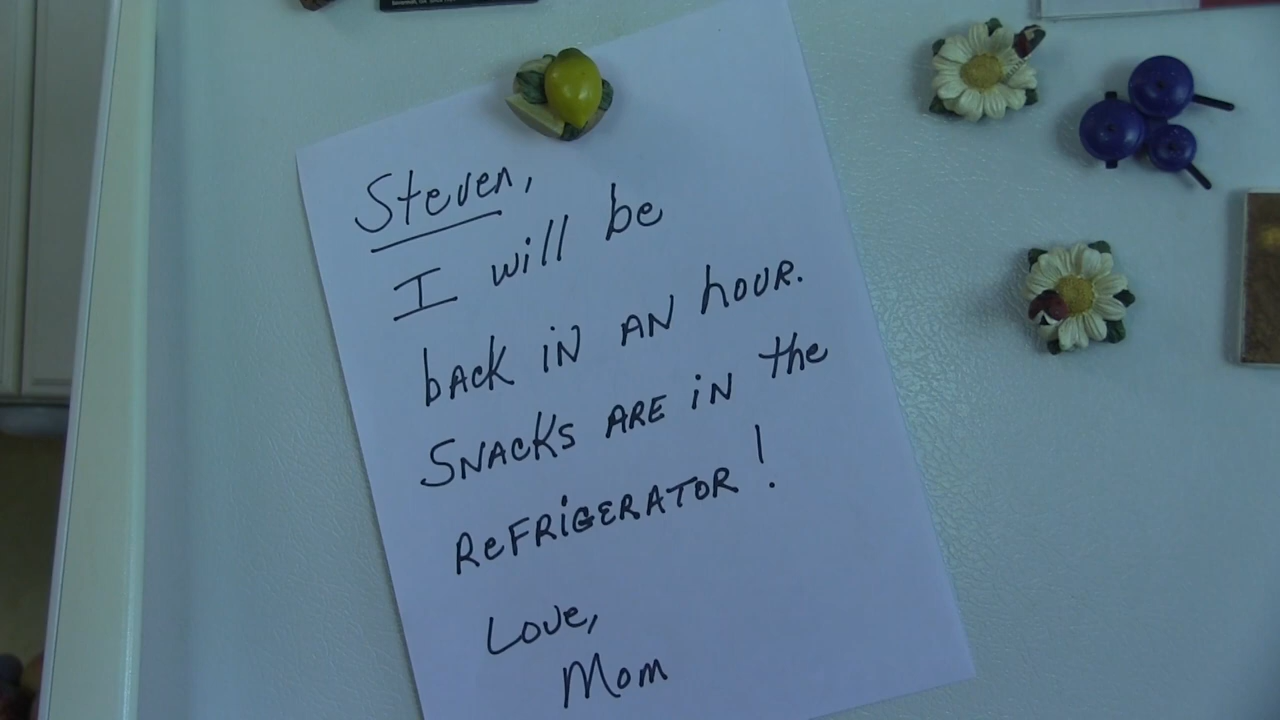 Steven,
I will be
back in an hour.
Snacks are in the
refrigerator!
Love,
Mom